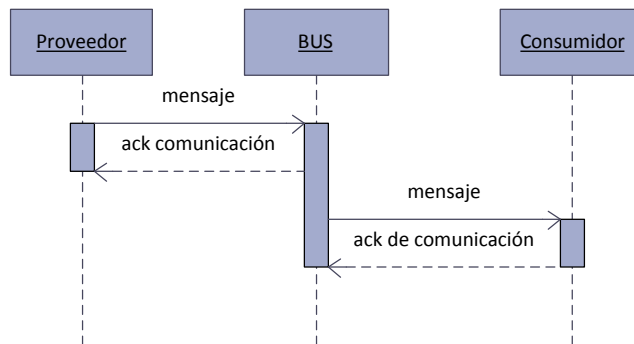 Proveedor
BUS
Consumidor
mensaje
ack comunicación
mensaje
ack de comunicación